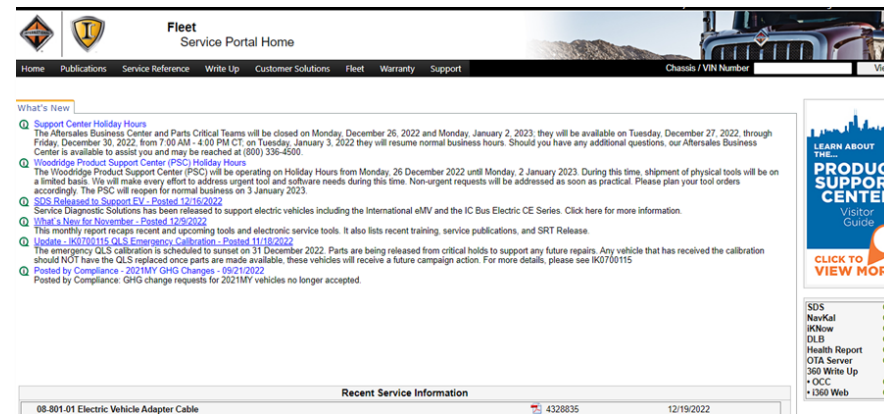 Fleet
Service Portal Home
Home Publications Service Reference Write Up Customer Solutions Fleet Warranty Support Chassis / VIN Number
What's New
Support Center Holiday Hours
The Aftersales Business Center and Parts Critical Teams will be closed on Monday, December 26, 2022 and Monday, January 2, 2023; they will be available on Tuesday, December 27, 2022, through
Friday, December 30, 2022, from 7:00 AM - 4:00 PM CT; on Tuesday, January 3, 2022 they will resume normal business hours. Should you have any additional questions, our Aftersales Business
Center is available to assist you and may be reached at (800) 336-4500.
Woodridge Product Support Center (PSC) Holiday Hours
The Woodridge Product Support Center (PSC) will be operating on Holiday Hours from Monday, 26 December 2022 until Monday, 2 January 2023. During this time, shipment of physical tools will be on
a limited basis. We will make every effort to address urgent tool and software needs during this time. Non-urgent requests will be addressed as soon as practical. Please plan your tool orders
accordingly. The PSC will reopen for normal business on 3 January 2023.
SDS Released to Support EV - Posted 12/16/2022
Service Diagnostic Solutions has been released to support electric vehicles including the International eMV and the IC Bus Electric CE Series. Click here for more information.
What's New for November - Posted 12/9/2022
This monthly report recaps recent and upcoming tools and electronic service tools. It also lists recent training, service publications, and SRT Release.
Update - IK0700115 QLS Emergency Calibration - Posted 11/18/2022
The emergency QLS calibration is scheduled to sunset on 31 December 2022. Parts are being released from critical holds to support any future repairs. Any vehicle that has received the calibration
should NOT have the QLS replaced once parts are made available, these vehicles will receive a future campaign action. For more details, please see IK0700115
Posted by Compliance - 2021MY GHG Changes - 09/21/2022
Posted by Compliance: GHG change requests for 2021MY vehicles no longer accepted.
LEARN ABOUT
THE...
PRODUC
SUPPOR
CENTE
Visitor
Guide
CLICK TO
VIEW MOR
SDS
NavKal
iKNow
DLB
Health Report
OTA Server
360 Write Up
• OCC
• i360 Web
Recent Service Information
08-801-01 Electric Vehicle Adapter Cable 4328835 12/19/2022